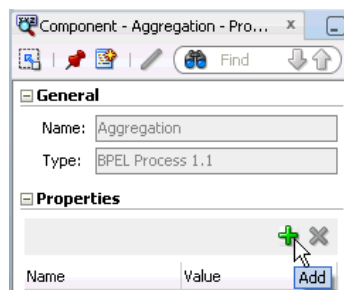 Component - Aggregation - Pro...
Find
General
Name: Aggregation
Type: BPEL Process 1.1
Properties
Name Value
Add